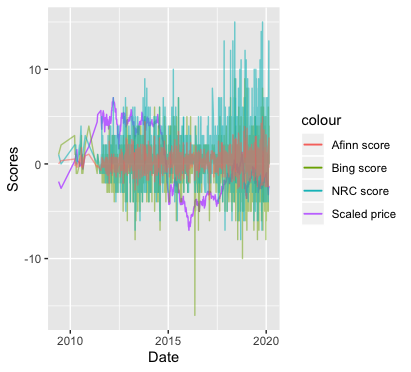 10
0
-10
Scores
2010
2015
2020
Date
colour
Afinn score
Bing score
NRC score
Scaled price